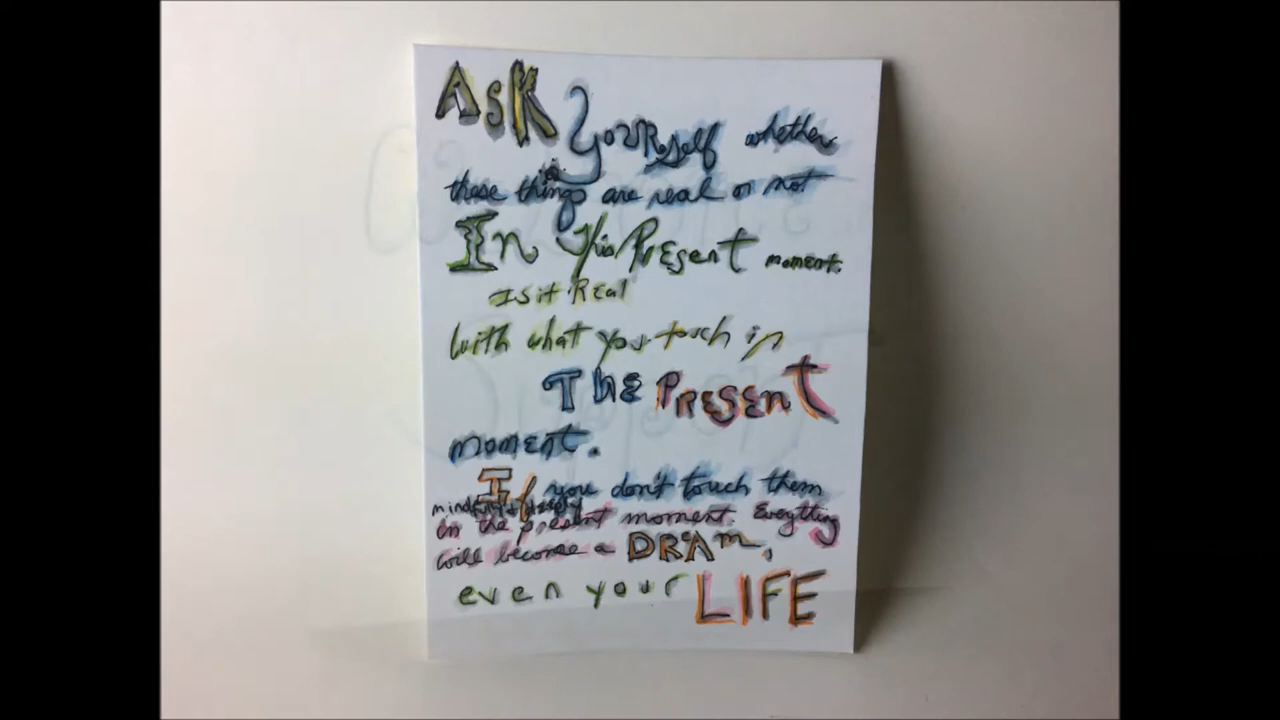 ASK Yourself whether
these things are real or not
In this Present moment.
Is it Real
with what you touch in
THE PRESENT
moment.
If you don't touch them
mindfully & deeply
in the present moment. Everything
will become a DREAM,
even your LIFE